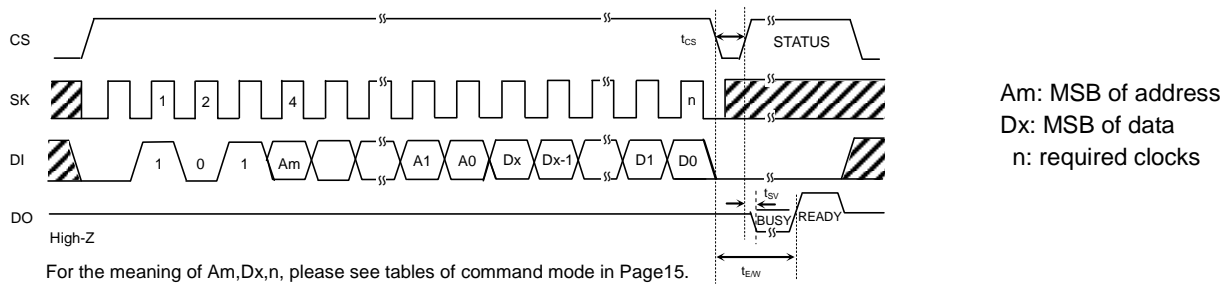 CS
tCS
STATUS
SK
1 2 4 n
DI
1 0 1 Am A1 A0 Dx Dx-1 D1 D0
tSV
DO
BUSY READY
High-Z
tE/W
For the meaning of Am,Dx,n, please see tables of command mode in Page15.
Am: MSB of address
Dx: MSB of data
n: required clocks